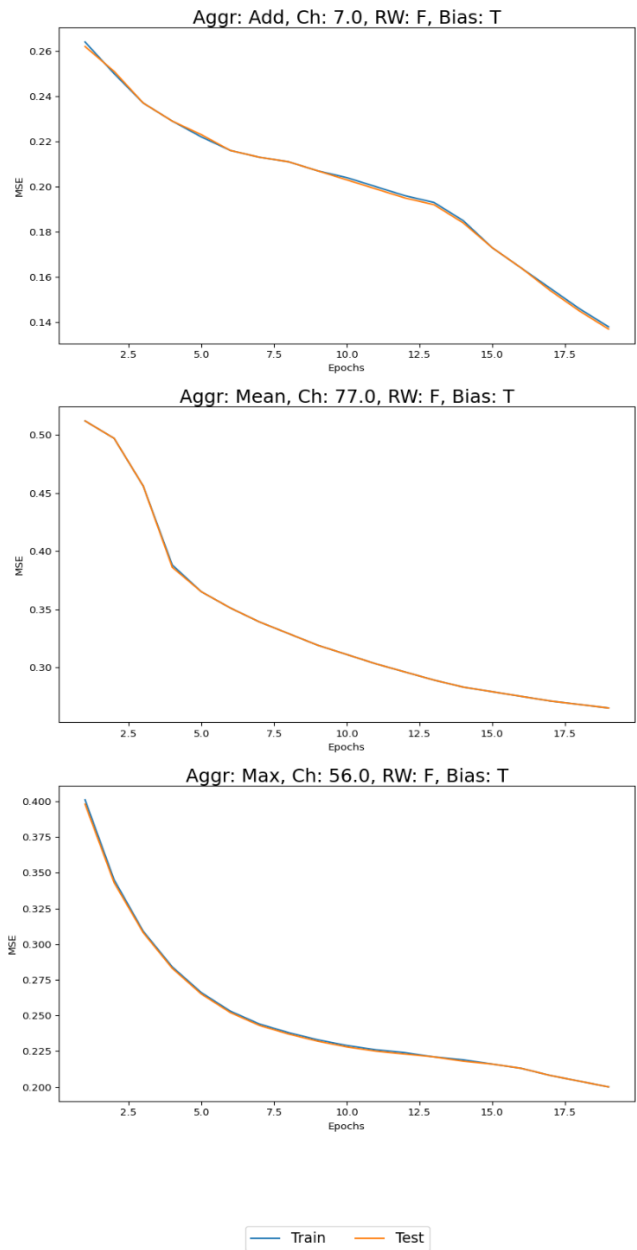 Aggr: Add, Ch: 7.0, RW: F, Bias: T
0.26
0.24
0.22
0.20
0.18
0.16
0.14
MSE
2.5 5.0 7.5 10.0 12.5 15.0 17.5
Epochs
Aggr: Mean, Ch: 77.0, RW: F, Bias: T
0.50
0.45
0.40
0.35
0.30
MSE
2.5 5.0 7.5 10.0 12.5 15.0 17.5
Epochs
Aggr: Max, Ch: 56.0, RW: F, Bias: T
0.400
0.375
0.350
0.325
0.300
0.275
0.250
0.225
0.200
MSE
2.5 5.0 7.5 10.0 12.5 15.0 17.5
Epochs
Train Test